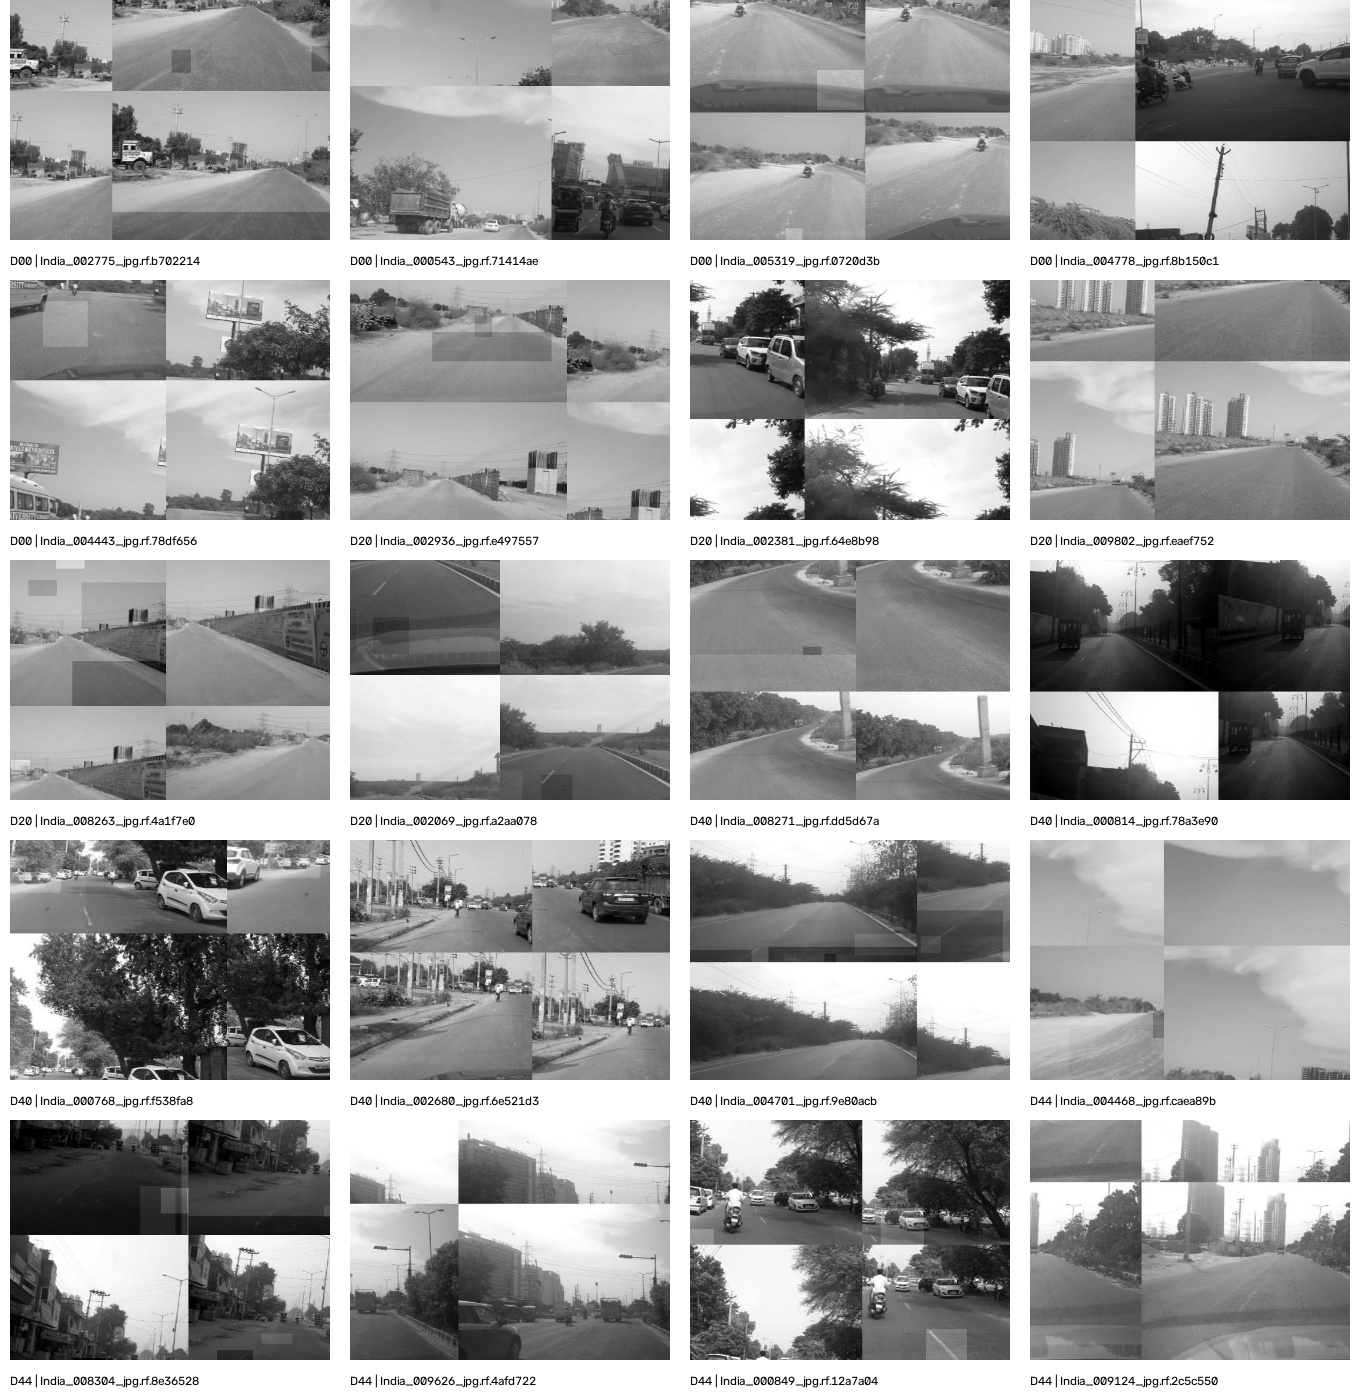 D00 | India_002775_jpg.rf.b702214
D00 | India_000543_jpg.rf.71414ae
D00 | India_005319_jpg.rf.0720d3b
D00 | India_004778_jpg.rf.8b150c1
D00 | India_004443_jpg.rf.78df656
D20 | India_002936_jpg.rf.e497557
D20 | India_002381_jpg.rf.64e8b98
D20 | India_009802_jpg.rf.eaef752
D20 | India_008263_jpg.rf.4a1f7e0
D20 | India_002069_jpg.rf.a2aa078
D40 | India_008271_jpg.rf.dd5d67a
D40 | India_000814_jpg.rf.78a3e90
D40 | India_000768_jpg.rf.f538fa8
D40 | India_002680_jpg.rf.6e521d3
D40 | India_004701_jpg.rf.9e80acb
D44 | India_004468_jpg.rf.caea89b
D44 | India_008304_jpg.rf.8e36528
D44 | India_009626_jpg.rf.4afd722
D44 | India_000849_jpg.rf.12a7a04
D44 | India_009124_jpg.rf.2c5c550